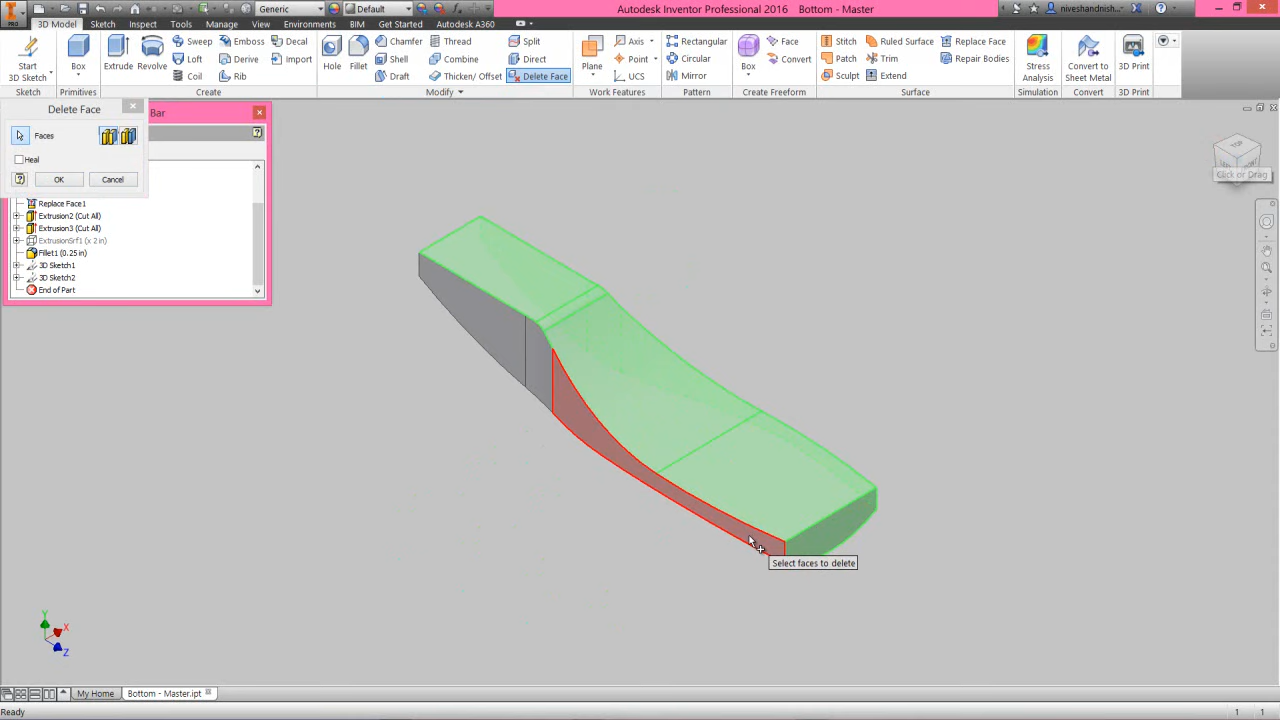 Generic
Default
Autodesk Inventor Professional 2016 Bottom - Master
niveshandnish...
PRO
3D Model
Sketch
Inspect
Tools
Manage
View
Environments
BIM
Get Started
Autodesk A360
Start
3D Sketch
Box
Extrude
Revolve
Sweep
Emboss
Decal
Loft
Derive
Import
Coil
Rib
Hole
Fillet
Chamfer
Thread
Split
Shell
Combine
Direct
Draft
Thicken/ Offset
Delete Face
Plane
Axis
Point
UCS
Rectangular
Circular
Mirror
Box
Face
Convert
Stitch
Ruled Surface
Replace Face
Patch
Trim
Repair Bodies
Sculpt
Extend
Stress
Analysis
Convert to
Sheet Metal
3D Print
Sketch
Primitives
Create
Modify
Work Features
Pattern
Create Freeform
Surface
Simulation
Convert
3D Print
Delete Face
Bar
Faces
Heal
OK
Cancel
Replace Face1
Extrusion2 (Cut All)
Extrusion3 (Cut All)
ExtrusionSrf1 (x 2 in)
Fillet1 (0.25 in)
3D Sketch1
3D Sketch2
End of Part
TOP
Click or Drag
Select faces to delete
Y
X
Z
My Home
Bottom - Master.ipt
Ready
1
1